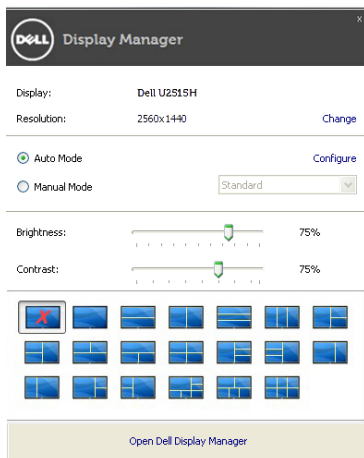 x
DELL Display Manager
Display: Dell U2515H
Resolution: 2560x1440 Change
Auto Mode Configure
Manual Mode Standard
Brightness: 75%
Contrast: 75%
X
Open Dell Display Manager